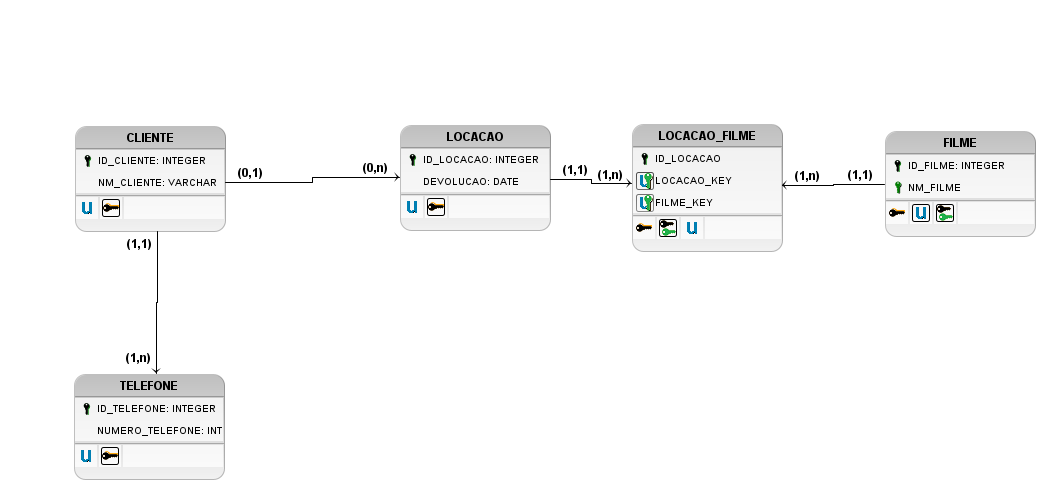 CLIENTE
ID_CLIENTE: INTEGER
NM_CLIENTE: VARCHAR
U
(0,1)
(0,n)
LOCACAO
ID_LOCACAO: INTEGER
DEVOLUCAO: DATE
U
(1,1)
(1,n)
LOCACAO_FILME
ID_LOCACAO
U
LOCACAO_KEY
U
FILME_KEY
U
(1,n)
(1,1)
FILME
ID_FILME: INTEGER
NM_FILME
U
(1,1)
(1,n)
TELEFONE
ID_TELEFONE: INTEGER
NUMERO_TELEFONE: INT
U